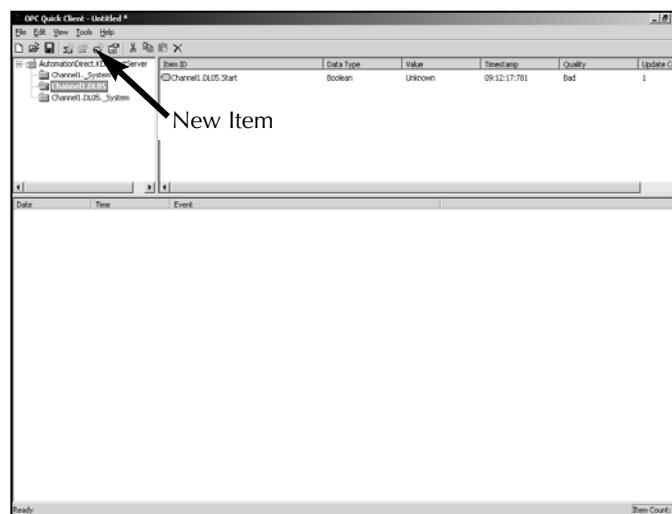 OPC Quick Client - Untitled *
File Edit View Tools Help
AutomationDirect.KE
Server
Channel1._System
Channel1.DL05
Channel1.DL05._System
Item ID Data Type Value Timestamp Quality Update C
Channel1.DL05.Start Boolean Unknown 09:12:17:781 Bad 1
New Item
Date Time Event
Ready Item Count: